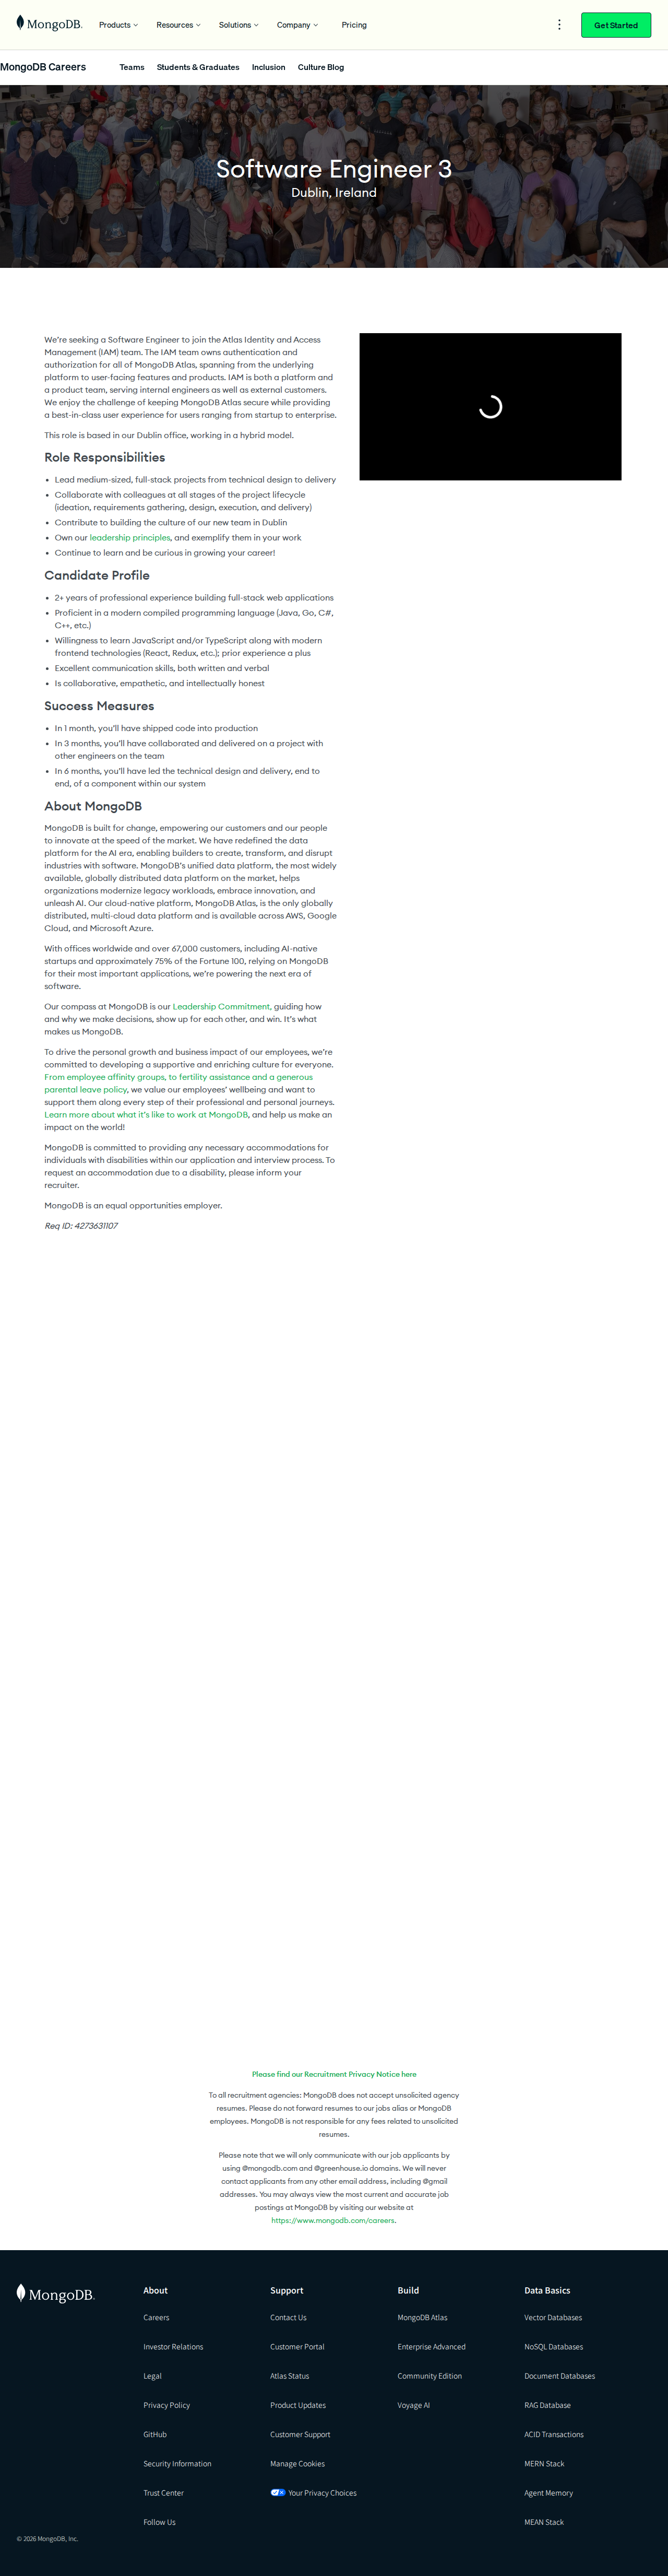 MongoDB.
Products
Resources
Solutions
Company
Pricing
Get Started
MongoDB Careers
Teams
Students & Graduates
Inclusion
Culture Blog
Software Engineer 3
Dublin, Ireland
We're seeking a Software Engineer to join the Atlas Identity and Access
Management (IAM) team. The IAM team owns authentication and
authorization for all of MongoDB Atlas, spanning from the underlying
platform to user-facing features and products. IAM is both a platform and
a product team, serving internal engineers as well as external customers.
We enjoy the challenge of keeping MongoDB Atlas secure while providing
a best-in-class user experience for users ranging from startup to enterprise.
This role is based in our Dublin office, working in a hybrid model.
Role Responsibilities
• Lead medium-sized, full-stack projects from technical design to delivery
• Collaborate with colleagues at all stages of the project lifecycle
(ideation, requirements gathering, design, execution, and delivery)
• Contribute to building the culture of our new team in Dublin
• Own our leadership principles, and exemplify them in your work
• Continue to learn and be curious in growing your career!
Candidate Profile
• 2+ years of professional experience building full-stack web applications
• Proficient in a modern compiled programming language (Java, Go, C#,
C++, etc.)
• Willingness to learn JavaScript and/or TypeScript along with modern
frontend technologies (React, Redux, etc.); prior experience a plus
• Excellent communication skills, both written and verbal
• Is collaborative, empathetic, and intellectually honest
Success Measures
• In 1 month, you'll have shipped code into production
• In 3 months, you'll have collaborated and delivered on a project with
other engineers on the team
• In 6 months, you'll have led the technical design and delivery, end to
end, of a component within our system
About MongoDB
MongoDB is built for change, empowering our customers and our people
to innovate at the speed of the market. We have redefined the data
platform for the AI era, enabling builders to create, transform, and disrupt
industries with software. MongoDB's unified data platform, the most widely
available, globally distributed data platform on the market, helps
organizations modernize legacy workloads, embrace innovation, and
unleash AI. Our cloud-native platform, MongoDB Atlas, is the only globally
distributed, multi-cloud data platform and is available across AWS, Google
Cloud, and Microsoft Azure.
With offices worldwide and over 67,000 customers, including AI-native
startups and approximately 75% of the Fortune 100, relying on MongoDB
for their most important applications, we're powering the next era of
software.
Our compass at MongoDB is our Leadership Commitment, guiding how
and why we make decisions, show up for each other, and win. It's what
makes us MongoDB.
To drive the personal growth and business impact of our employees, we're
committed to developing a supportive and enriching culture for everyone.
From employee affinity groups, to fertility assistance and a generous
parental leave policy, we value our employees' wellbeing and want to
support them along every step of their professional and personal journeys.
Learn more about what it's like to work at MongoDB, and help us make an
impact on the world!
MongoDB is committed to providing any necessary accommodations for
individuals with disabilities within our application and interview process. To
request an accommodation due to a disability, please inform your
recruiter.
MongoDB is an equal opportunities employer.
Req ID: 4273631107
Please find our Recruitment Privacy Notice here
To all recruitment agencies: MongoDB does not accept unsolicited agency
resumes. Please do not forward resumes to our jobs alias or MongoDB
employees. MongoDB is not responsible for any fees related to unsolicited
resumes.
Please note that we will only communicate with our job applicants by
using @mongodb.com and @greenhouse.io domains. We will never
contact applicants from any other email address, including @gmail
addresses. You may always view the most current and accurate job
postings at MongoDB by visiting our website at
https://www.mongodb.com/careers.
MongoDB.
About
Careers
Investor Relations
Legal
Privacy Policy
GitHub
Security Information
Trust Center
Follow Us
Support
Contact Us
Customer Portal
Atlas Status
Product Updates
Customer Support
Manage Cookies
Your Privacy Choices
Build
MongoDB Atlas
Enterprise Advanced
Community Edition
Voyage AI
Data Basics
Vector Databases
NoSQL Databases
Document Databases
RAG Database
ACID Transactions
MERN Stack
Agent Memory
MEAN Stack
© 2026 MongoDB, Inc.